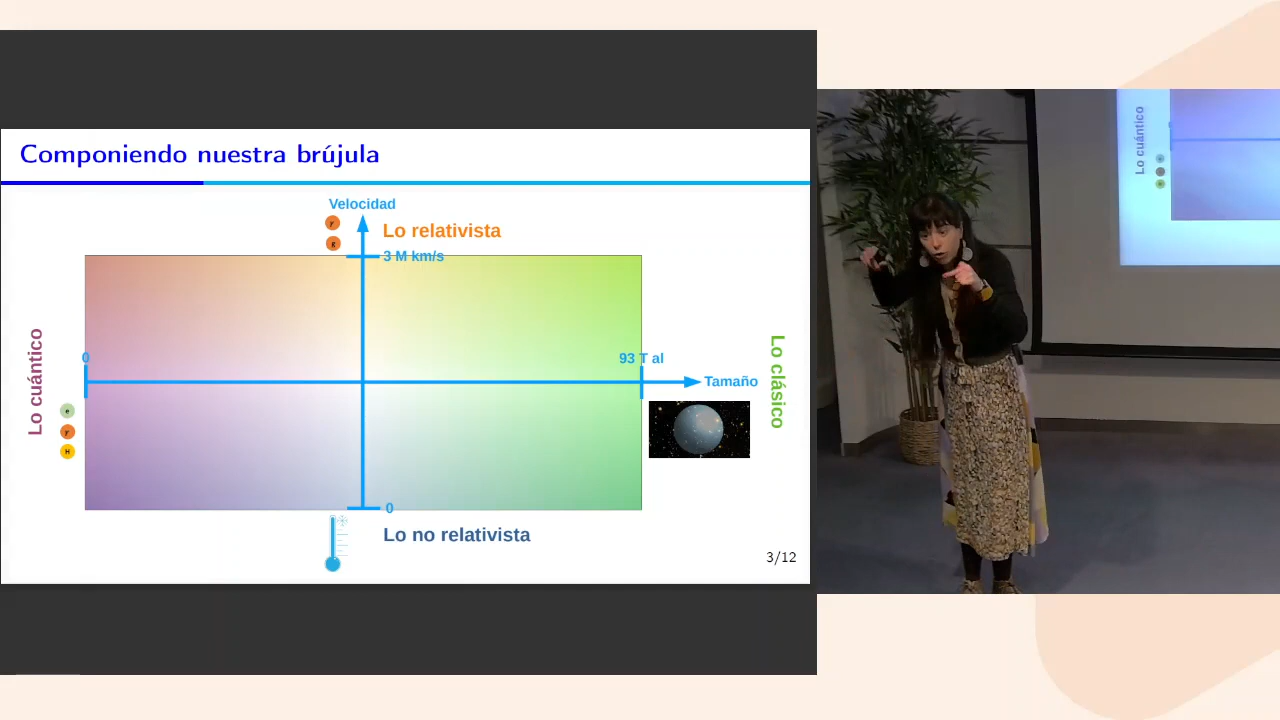 Componiendo nuestra brújula
Velocidad
Lo relativista
3 M km/s
Lo cuántico
0
93 T al
Tamaño
Lo clásico
e
H
0
Lo no relativista
3/12
Lo cuántico